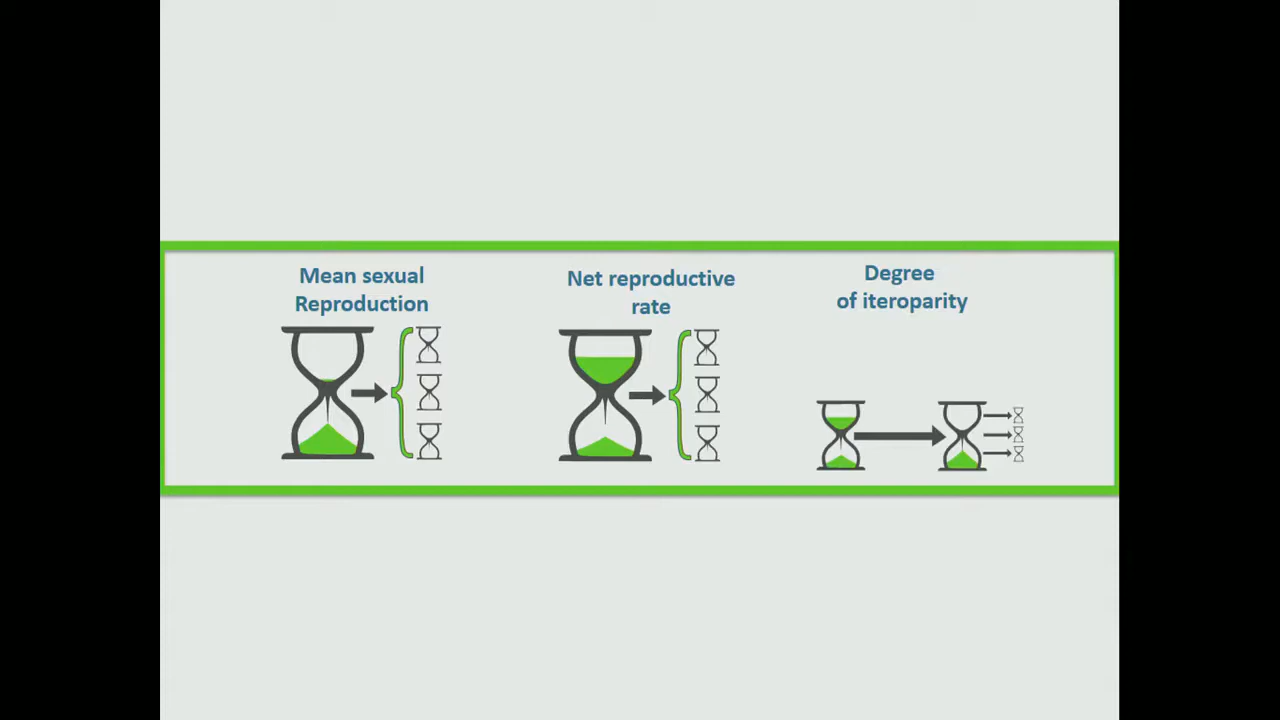 Mean sexual
Reproduction
Net reproductive
rate
Degree
of iteroparity